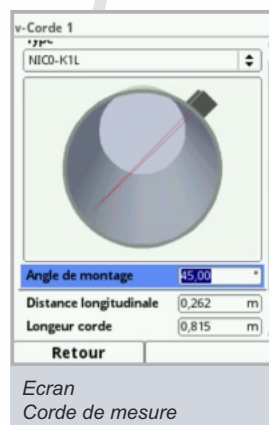 v-Corde 1
Type
NIC0-K1L
Angle de montage 45,00 °
Distance longitudinale 0,262 m
Longeur corde 0,815 m
Retour
Ecran
Corde de mesure